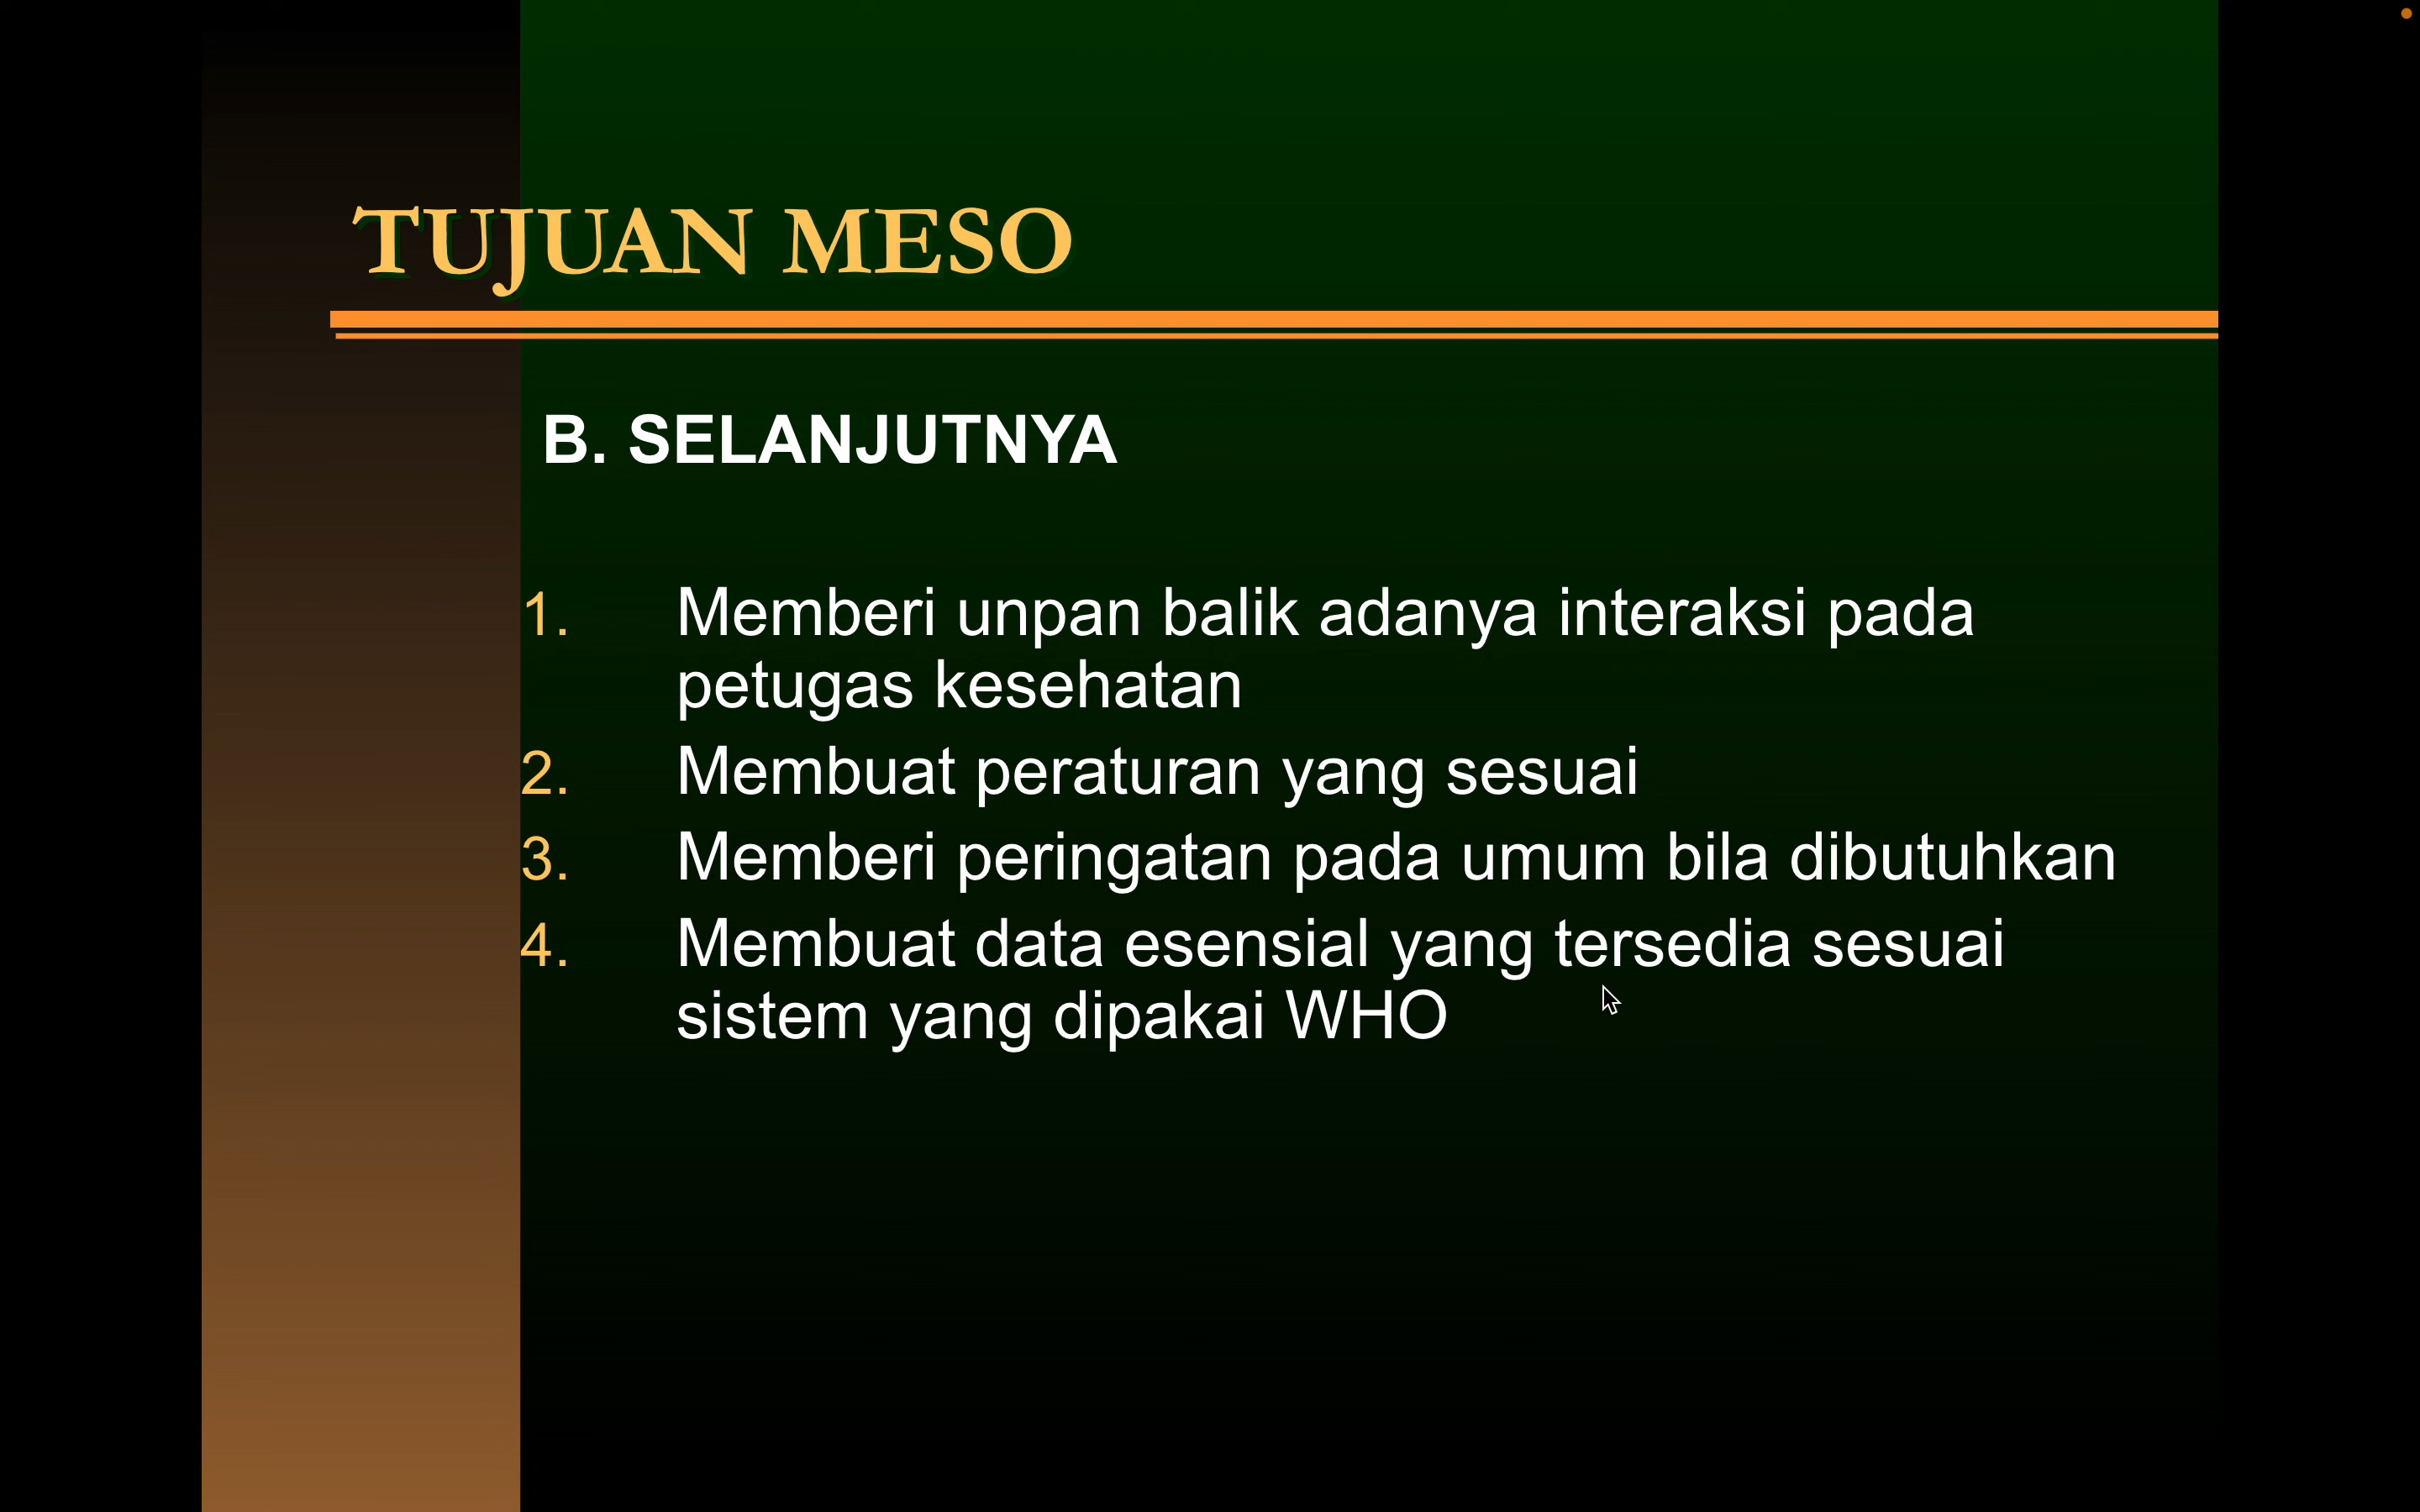 TUJUAN MESO
B. SELANJUTNYA
1. Memberi unpan balik adanya interaksi pada
petugas kesehatan
2. Membuat peraturan yang sesuai
3. Memberi peringatan pada umum bila dibutuhkan
4. Membuat data esensial yang tersedia sesuai
sistem yang dipakai WHO